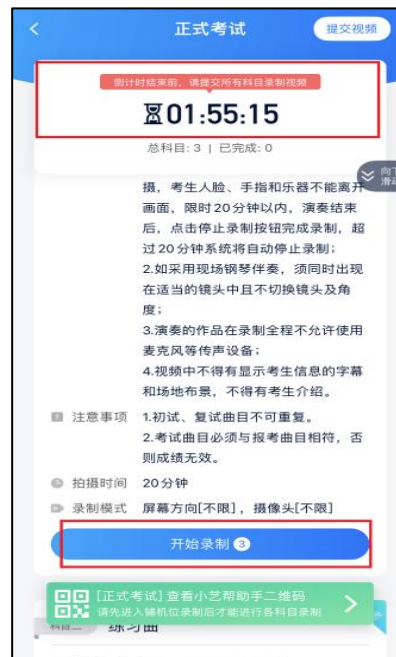 正式考试
提交视频
倒计时结束前，请提交所有科目录制视频
01:55:15
总科目: 3 | 已完成: 0
向下
滑动
摄，考生人脸、手指和乐器不能离开
画面，限时20分钟以内，演奏结束
后，点击停止录制按钮完成录制，超
过20分钟系统将自动停止录制；
2.如采用现场钢琴伴奏，须同时出现
在适当的镜头中且不切换镜头及角
度；
3.演奏的作品在录制全程不允许使用
麦克风等传声设备；
4.视频中不得有显示考生信息的字幕
和场地布景，不得有考生介绍。
注意事项 1.初试、复试曲目不可重复。
2.考试曲目必须与报考曲目相符，否
则成绩无效。
拍摄时间 20分钟
录制模式 屏幕方向[不限]，摄像头[不限]
开始录制 3
[正式考试] 查看小艺帮助手二维码
请先进入辅机位录制后才能进行各科目录制
科目二 练习曲